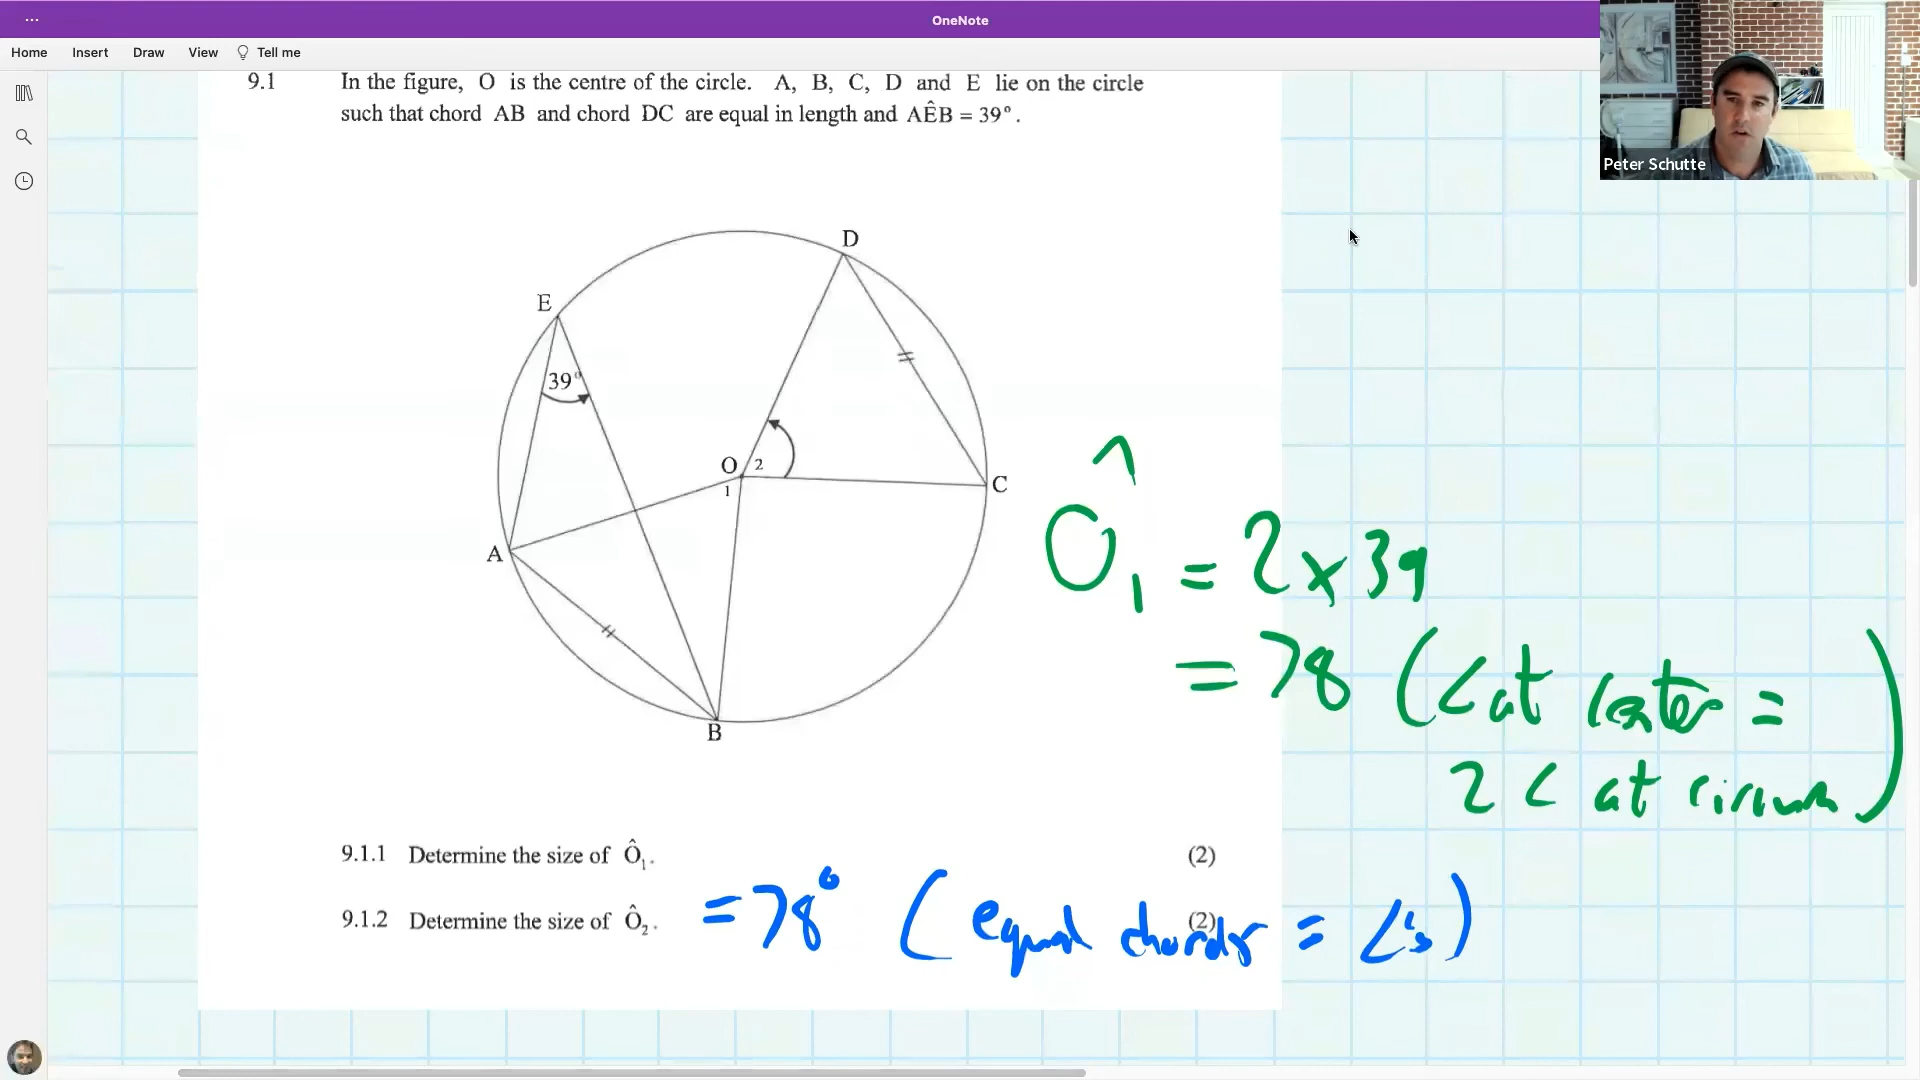 OneNote
Home Insert Draw View Tell me
Peter Schutte
9.1 In the figure, O is the centre of the circle. A, B, C, D and E lie on the circle
such that chord AB and chord DC are equal in length and AÊB = 39°.
D
E
39°
O 2
1
C
A
B
Ô₁ = 2 x 39
= 78 (< at center =
2 < at circum)
9.1.1 Determine the size of Ô₁. (2)
9.1.2 Determine the size of Ô₂. (2)
= 78° (equal chords = <'s)